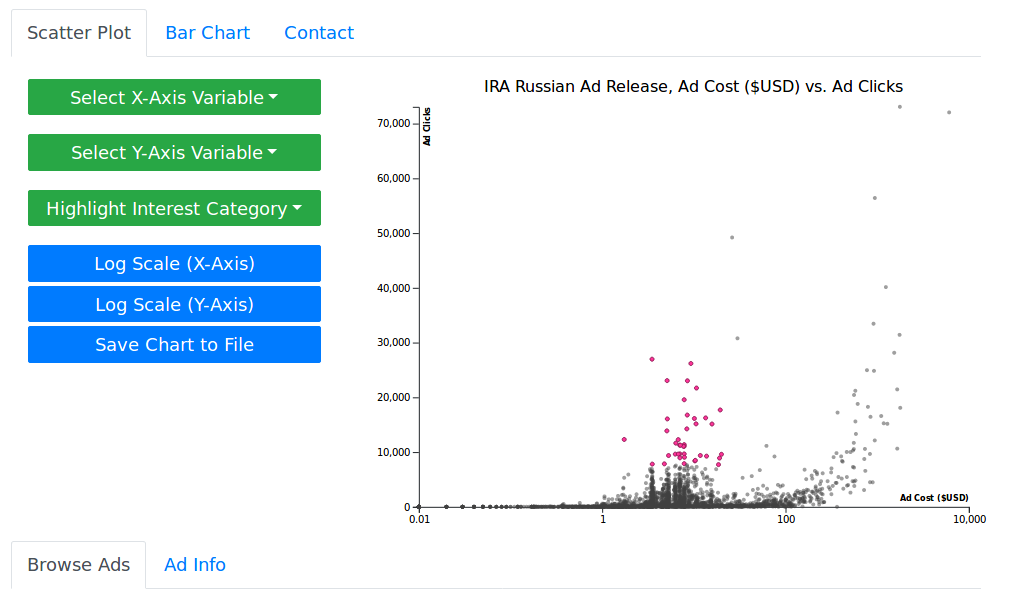 Scatter Plot Bar Chart Contact
Select X-Axis Variable
Select Y-Axis Variable
Highlight Interest Category
Log Scale (X-Axis)
Log Scale (Y-Axis)
Save Chart to File
IRA Russian Ad Release, Ad Cost ($USD) vs. Ad Clicks
Ad Clicks
70,000
60,000
50,000
40,000
30,000
20,000
10,000
0
Ad Cost ($USD)
0.01 1 100 10,000
Browse Ads Ad Info